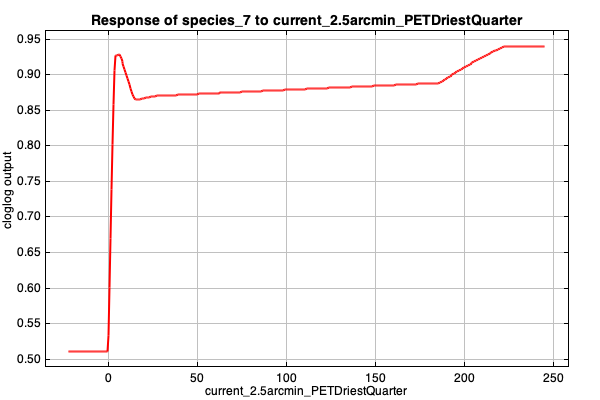 Response of species_7 to current_2.5arcmin_PETDriestQuarter
0.95
0.90
0.85
0.80
0.75
0.70
0.65
0.60
0.55
0.50
cloglog output
0 50 100 150 200 250
current_2.5arcmin_PETDriestQuarter